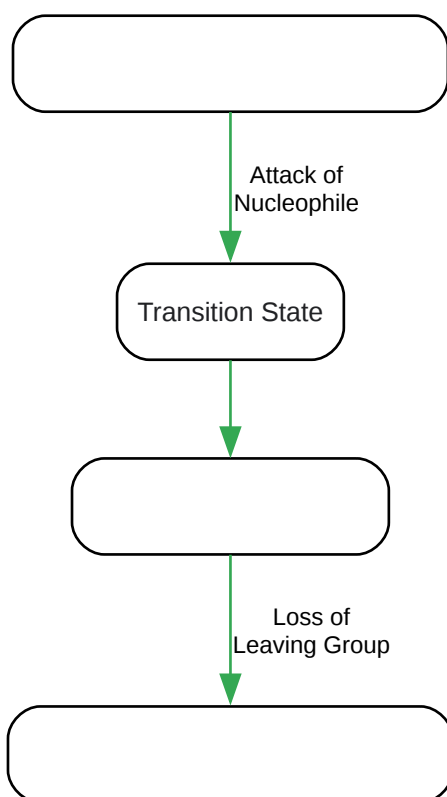 Attack of
Nucleophile
Transition State
Loss of
Leaving Group